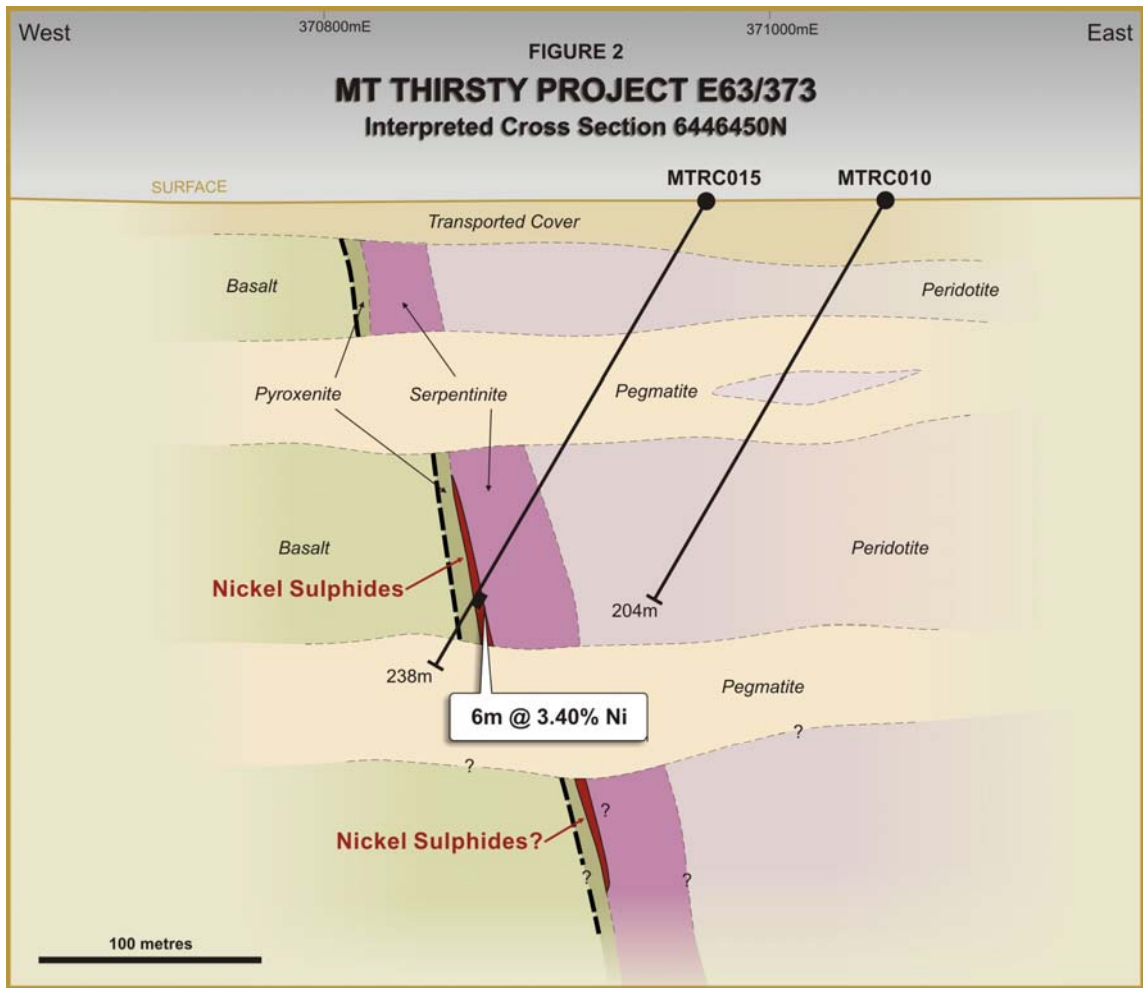 West
370800mE
371000mE
East
FIGURE 2
MT THIRSTY PROJECT E63/373
Interpreted Cross Section 6446450N
MTRC015
MTRC010
SURFACE
Transported Cover
Basalt
Peridotite
Pyroxenite
Serpentinite
Pegmatite
Basalt
Peridotite
Nickel Sulphides
204m
238m
Pegmatite
6m @ 3.40% Ni
?
?
?
Nickel Sulphides?
?
?
100 metres